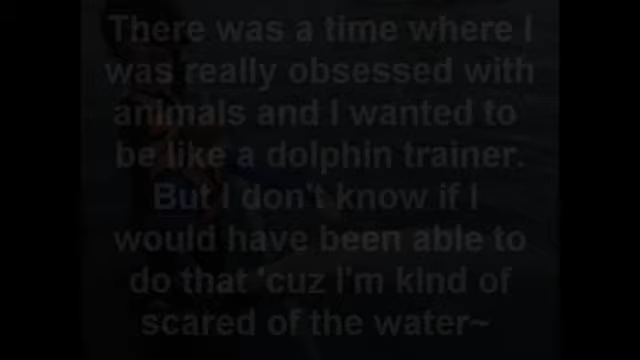 There was a time where I
was really obsessed with
animals and I wanted to
be like a dolphin trainer.
But I don't know if I
would have been able to
do that 'cuz I'm kInd of
scared of the water~